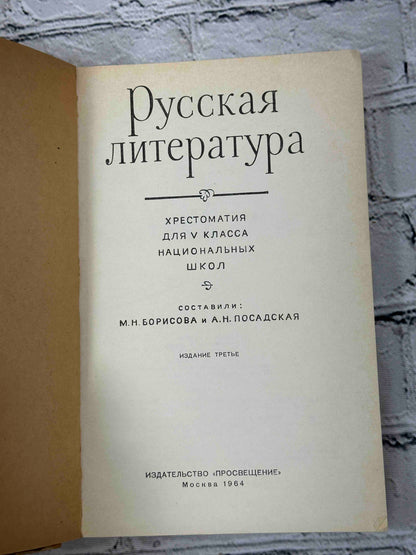 Русская
литература
ХРЕСТОМАТИЯ
ДЛЯ V КЛАССА
НАЦИОНАЛЬНЫХ
ШКОЛ
СОСТАВИЛИ:
М.Н.БОРИСОВА и А.Н.ПОСАДСКАЯ
ИЗДАНИЕ ТРЕТЬЕ
ИЗДАТЕЛЬСТВО «ПРОСВЕЩЕНИЕ»
Москва 1964